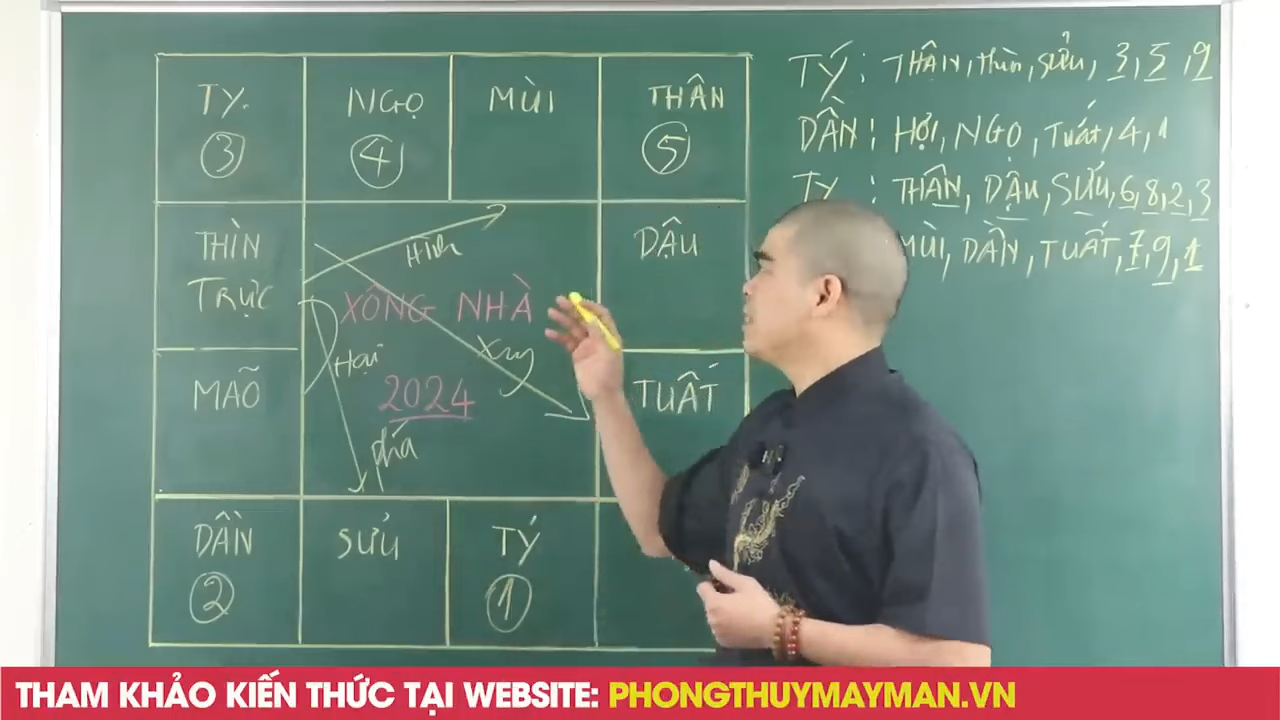 TỴ NGỌ MÙI THÂN
③ ④ ⑤
THÌN
TRỰC
DẬU
MÃO
TUẤT
DẦN SỬU TÝ
② ①
Hình
XÔNG NHÀ
Hại
Xung
2024
phá
TÝ: THÂN, thìn, sửu, 3, 5, 9
DẦN: HỢI, NGỌ, Tuất, 4, 1
TỴ: THÂN, DẬU, SỬU, 6, 8, 2, 3
MÙI, DẦN, TUẤT, 7, 9, 1
THAM KHẢO KIẾN THỨC TẠI WEBSITE: PHONGTHUYMAYMAN.VN